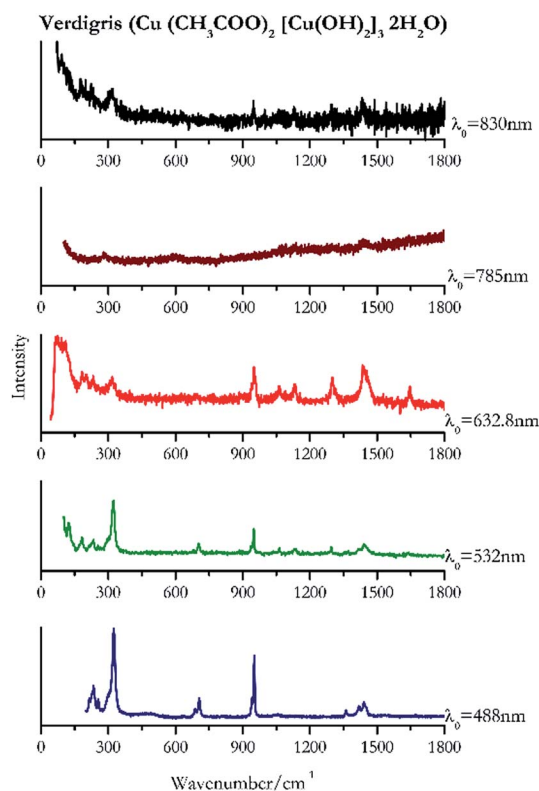 Verdigris (Cu (CH₃COO)₂ [Cu(OH)₂]₃ 2H₂O)
0 300 600 900 1200 1500 1800
λ₀=830nm
0 300 600 900 1200 1500 1800
λ₀=785nm
Intensity
0 300 600 900 1200 1500 1800
λ₀=632.8nm
0 300 600 900 1200 1500 1800
λ₀=532nm
0 300 600 900 1200 1500 1800
λ₀=488nm
Wavenumber/cm⁻¹